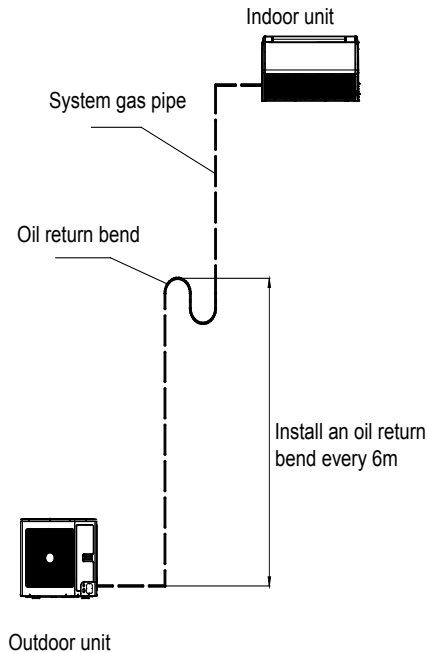 Indoor unit
System gas pipe
Oil return bend
Install an oil return
bend every 6m
Outdoor unit